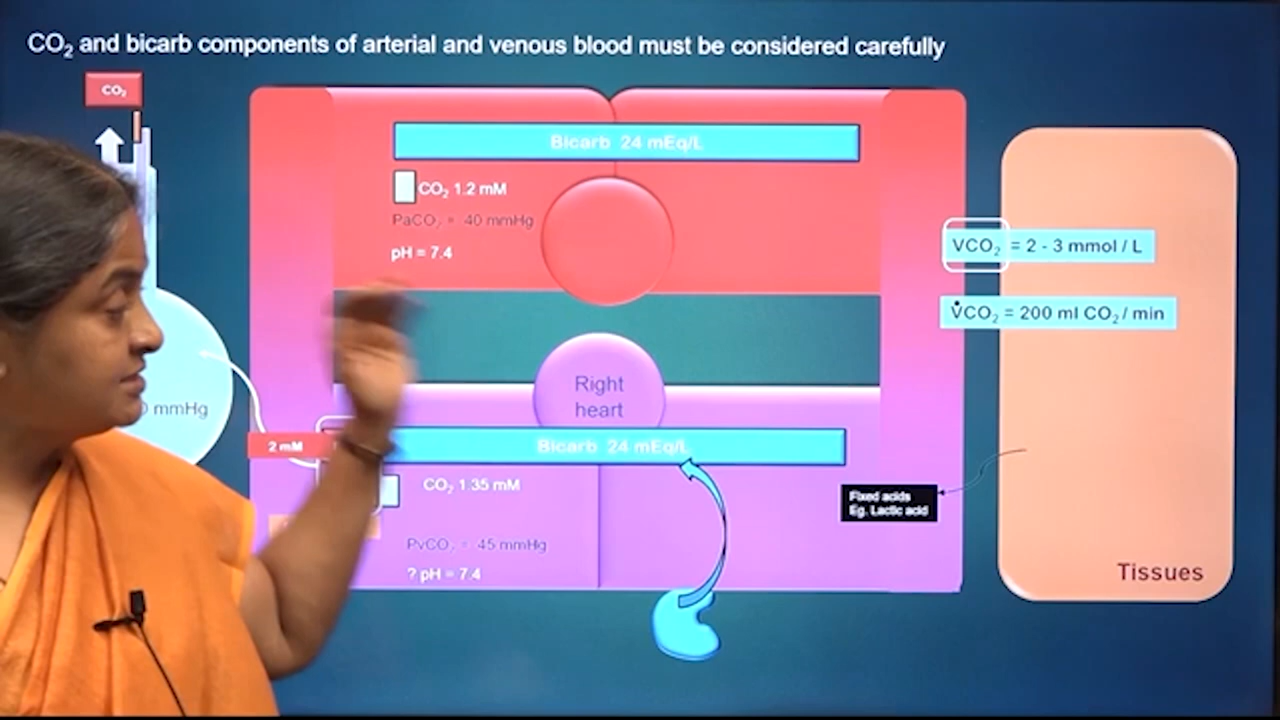 CO₂ and bicarb components of arterial and venous blood must be considered carefully
CO₂
Bicarb 24 mEq/L
CO₂ 1.2 mM
PaCO₂ = 40 mmHg
pH = 7.4
VCO₂ = 2 - 3 mmol / L
V̇CO₂ = 200 ml CO₂ / min
Right
heart
mmHg
2 mM
Bicarb 24 mEq/L
CO₂ 1.35 mM
Fixed acids
Eg. Lactic acid
PvCO₂ = 45 mmHg
? pH = 7.4
Tissues